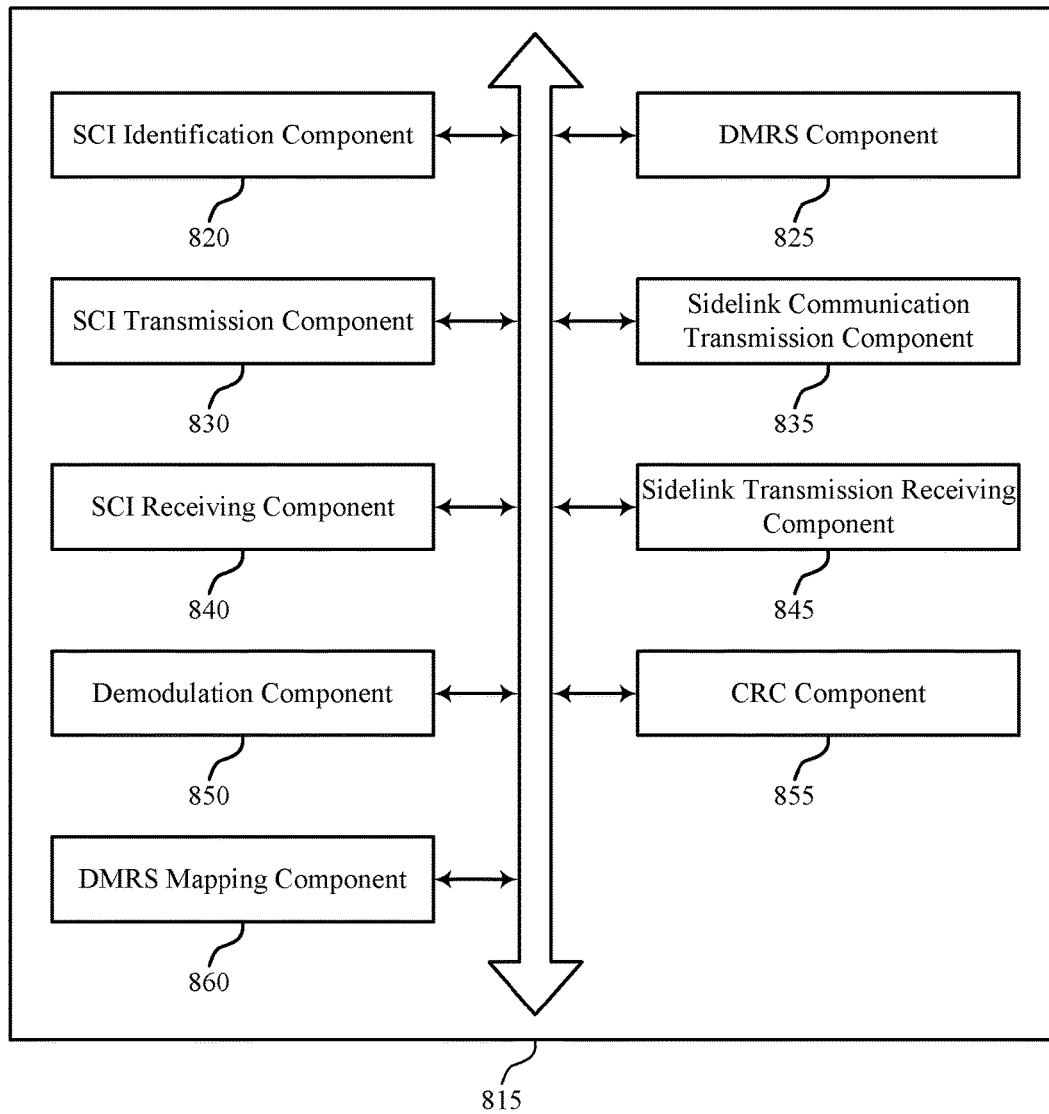 SCI Identification Component
820
DMRS Component
825
SCI Transmission Component
830
Sidelink Communication
Transmission Component
835
SCI Receiving Component
840
Sidelink Transmission Receiving
Component
845
Demodulation Component
850
CRC Component
855
DMRS Mapping Component
860
815